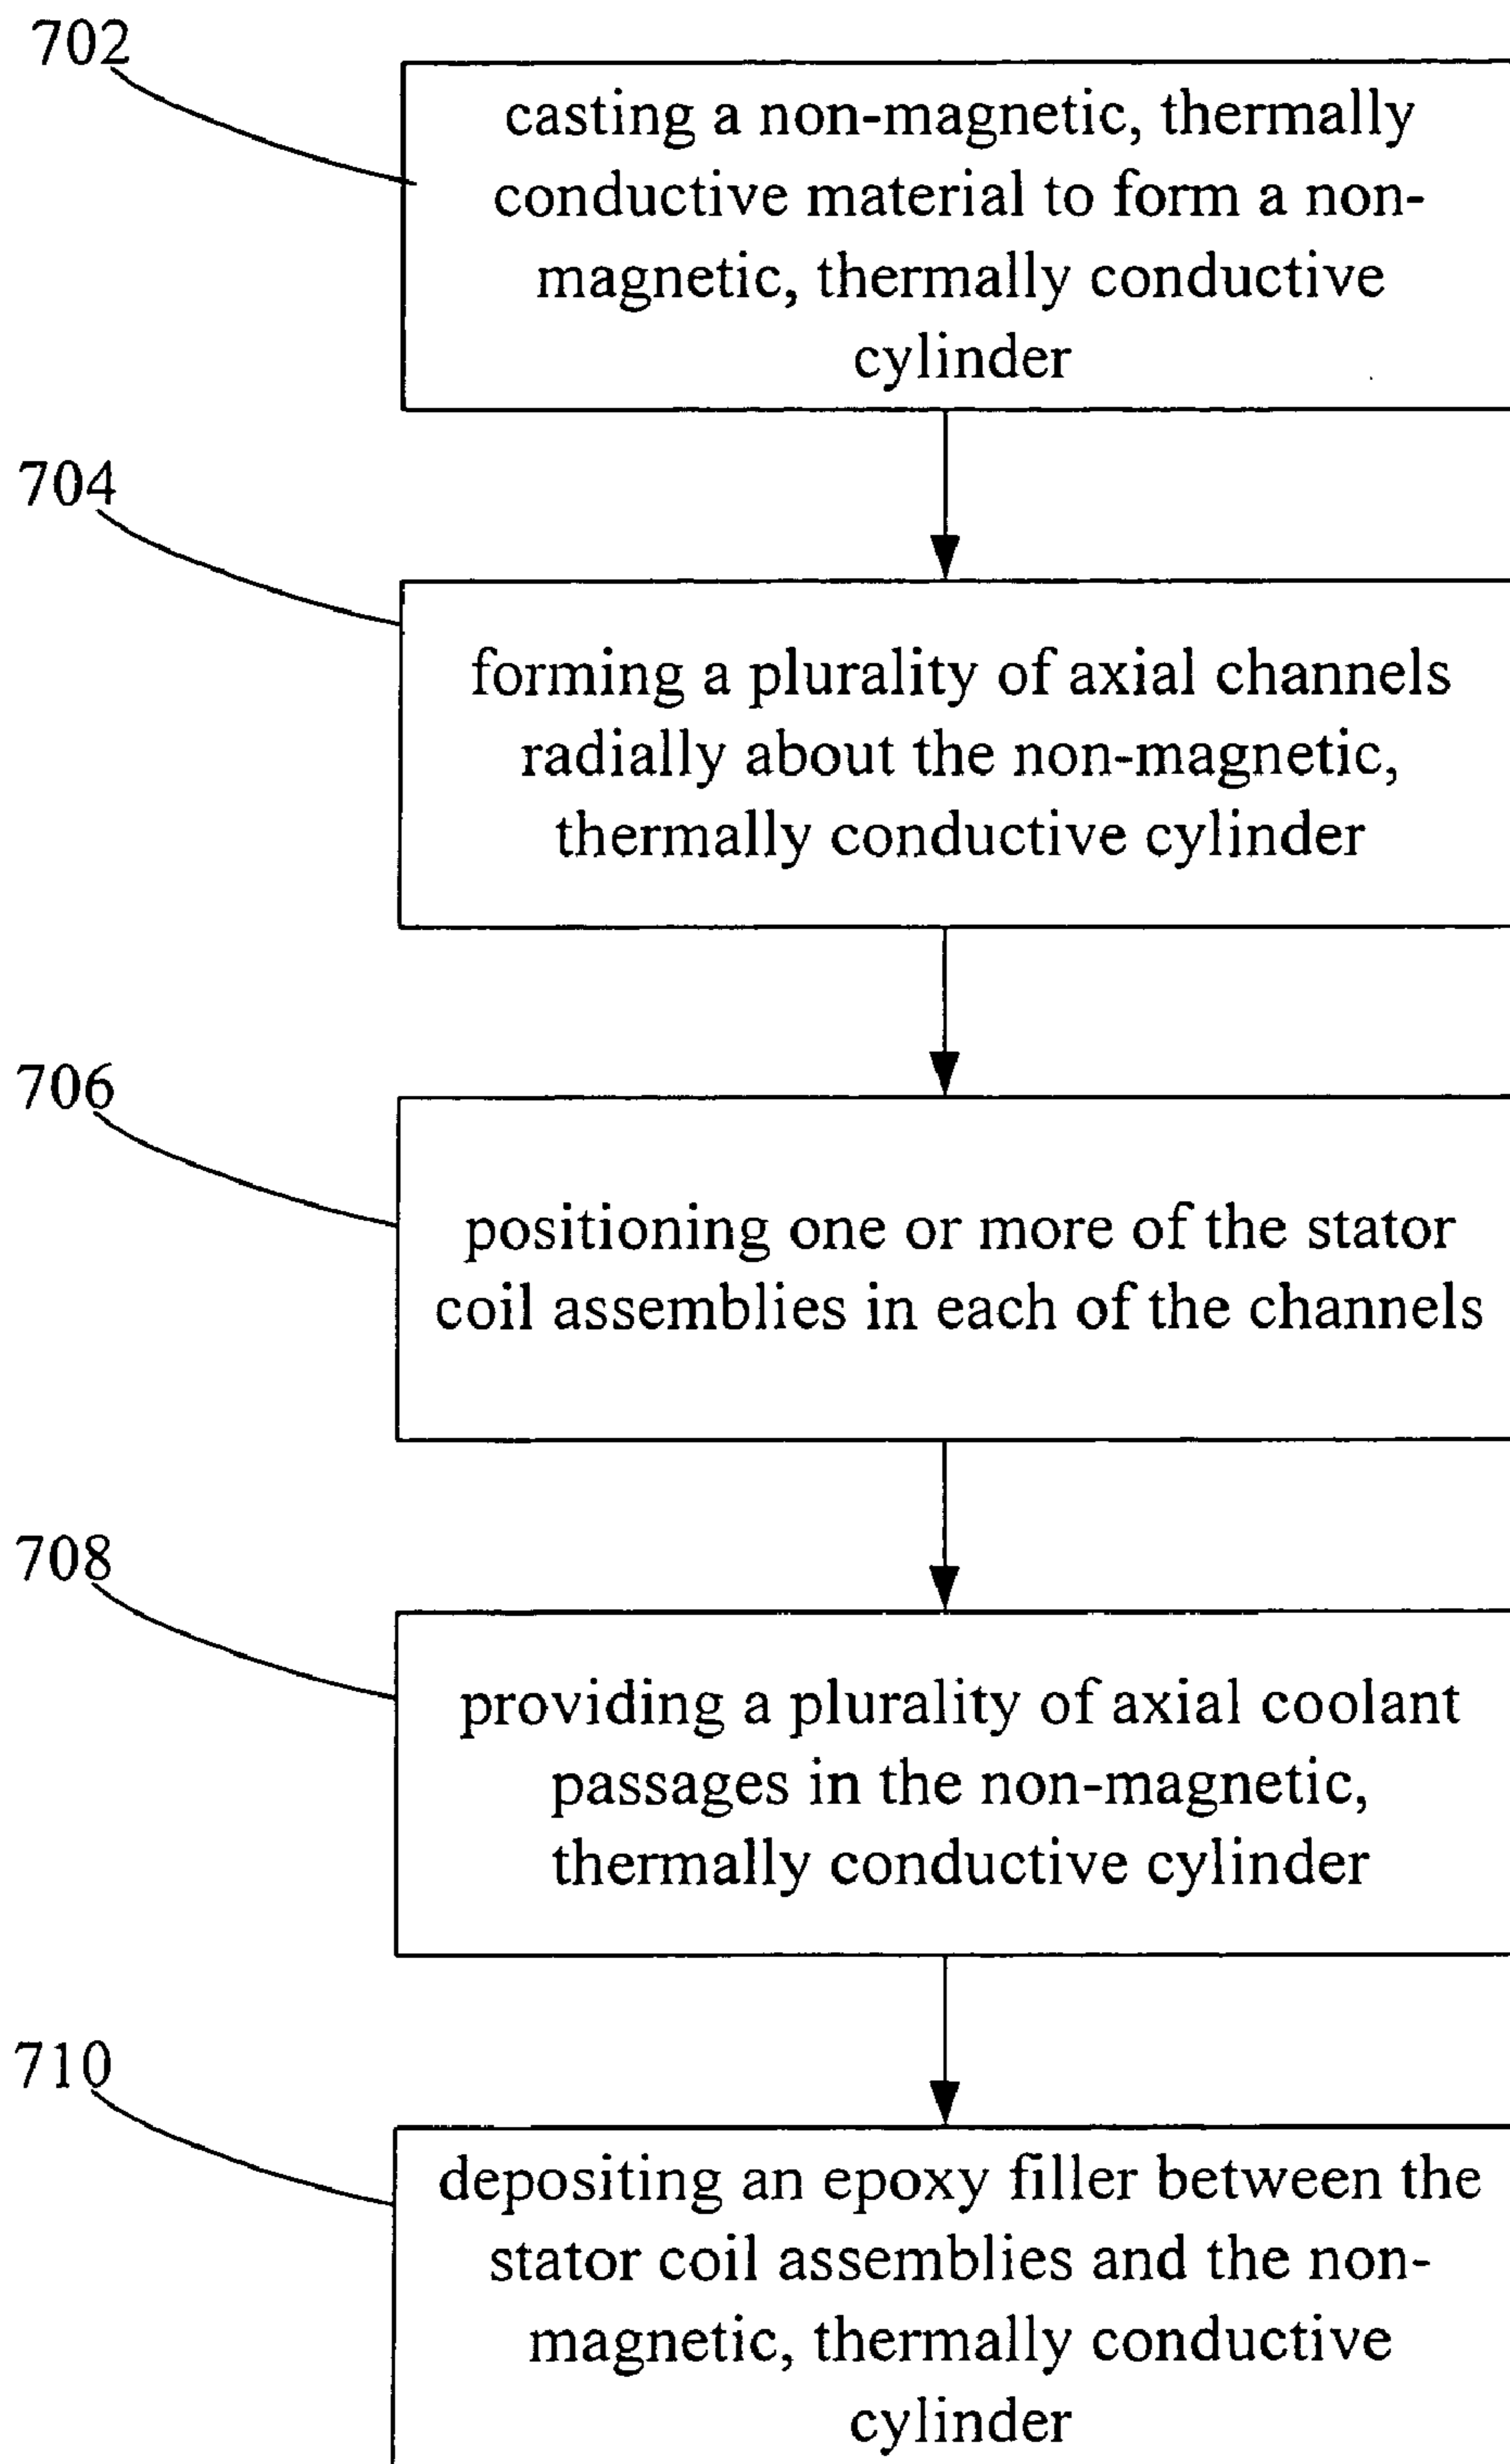 702
casting a non-magnetic, thermally
conductive material to form a non-
magnetic, thermally conductive
cylinder
704
forming a plurality of axial channels
radially about the non-magnetic,
thermally conductive cylinder
706
positioning one or more of the stator
coil assemblies in each of the channels
708
providing a plurality of axial coolant
passages in the non-magnetic,
thermally conductive cylinder
710
depositing an epoxy filler between the
stator coil assemblies and the non-
magnetic, thermally conductive
cylinder